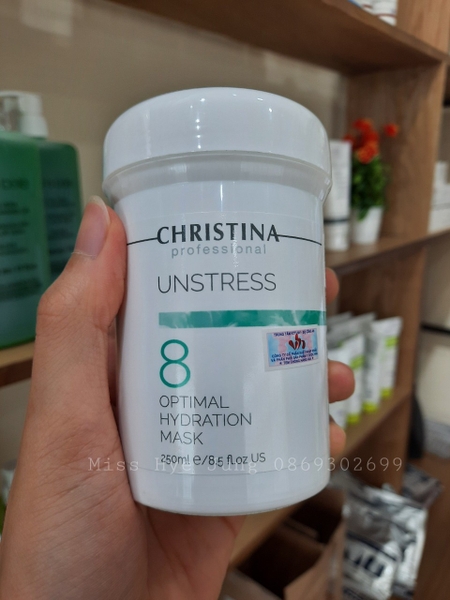 CHRISTINA
professional
UNSTRESS
8
OPTIMAL
HYDRATION
MASK
250ml e/8.5 fl.oz US
Miss Hye Sung 0869302699